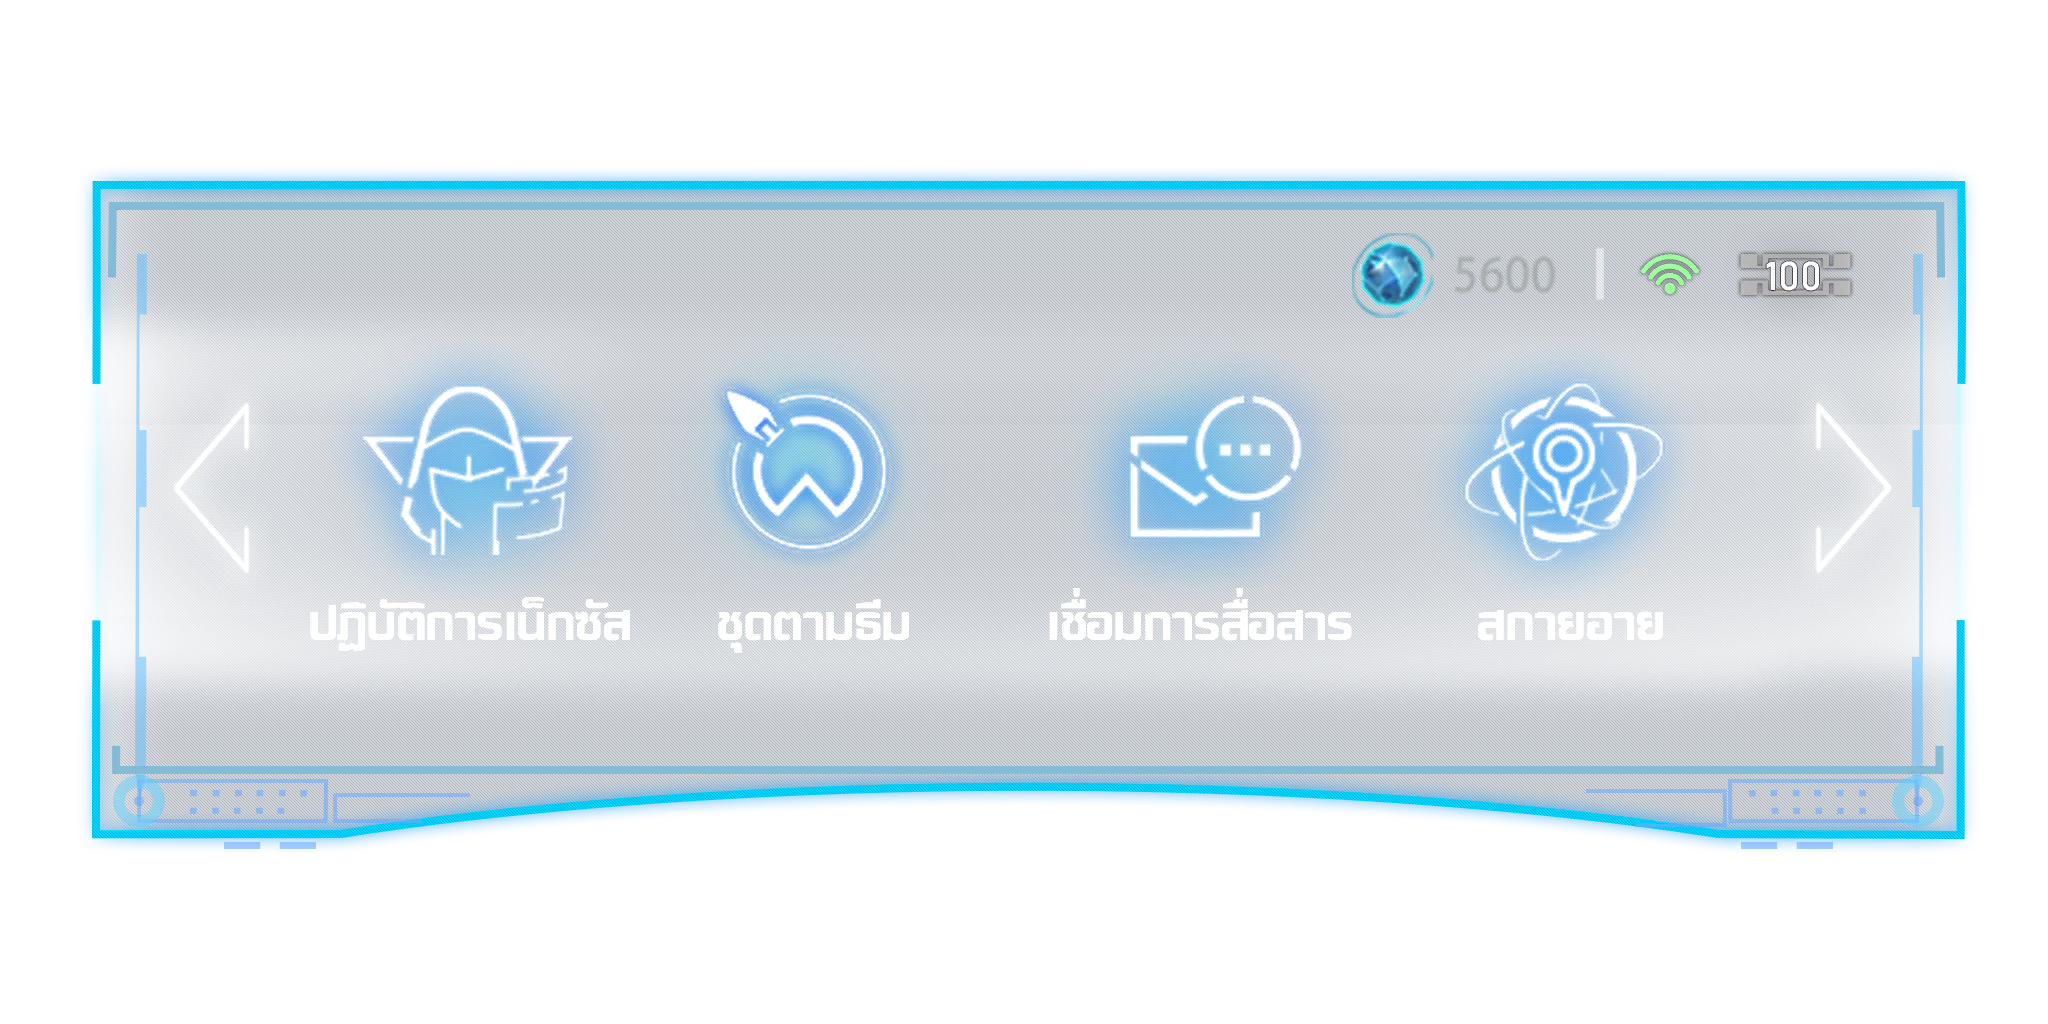 5600
100
ปฏิบัติการเน็กซัส
ชุดตามธีม
เชื่อมการสื่อสาร
สกายอาย